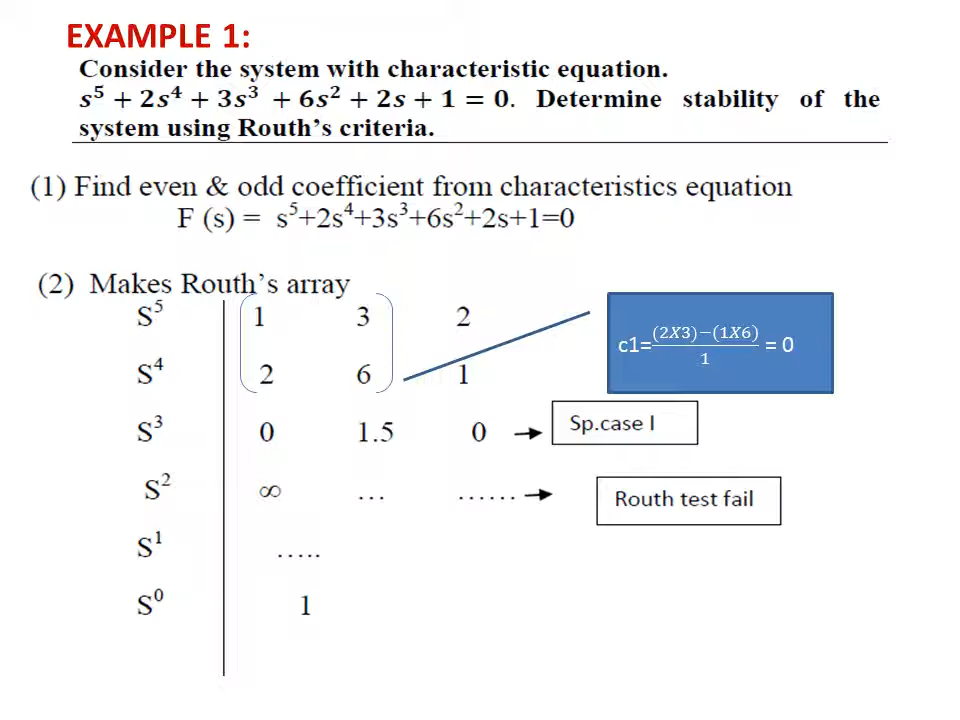 EXAMPLE 1:
Consider the system with characteristic equation.
s⁵ + 2s⁴ + 3s³ + 6s² + 2s + 1 = 0. Determine stability of the
system using Routh's criteria.
(1) Find even & odd coefficient from characteristics equation
F (s) = s⁵+2s⁴+3s³+6s²+2s+1=0
(2) Makes Routh's array
S⁵ 1 3 2
c1=(2X3)−(1X6)/1 = 0
S⁴ 2 6 1
S³ 0 1.5 0 → Sp.case I
S² ∞ … …… → Routh test fail
S¹ …..
S⁰ 1